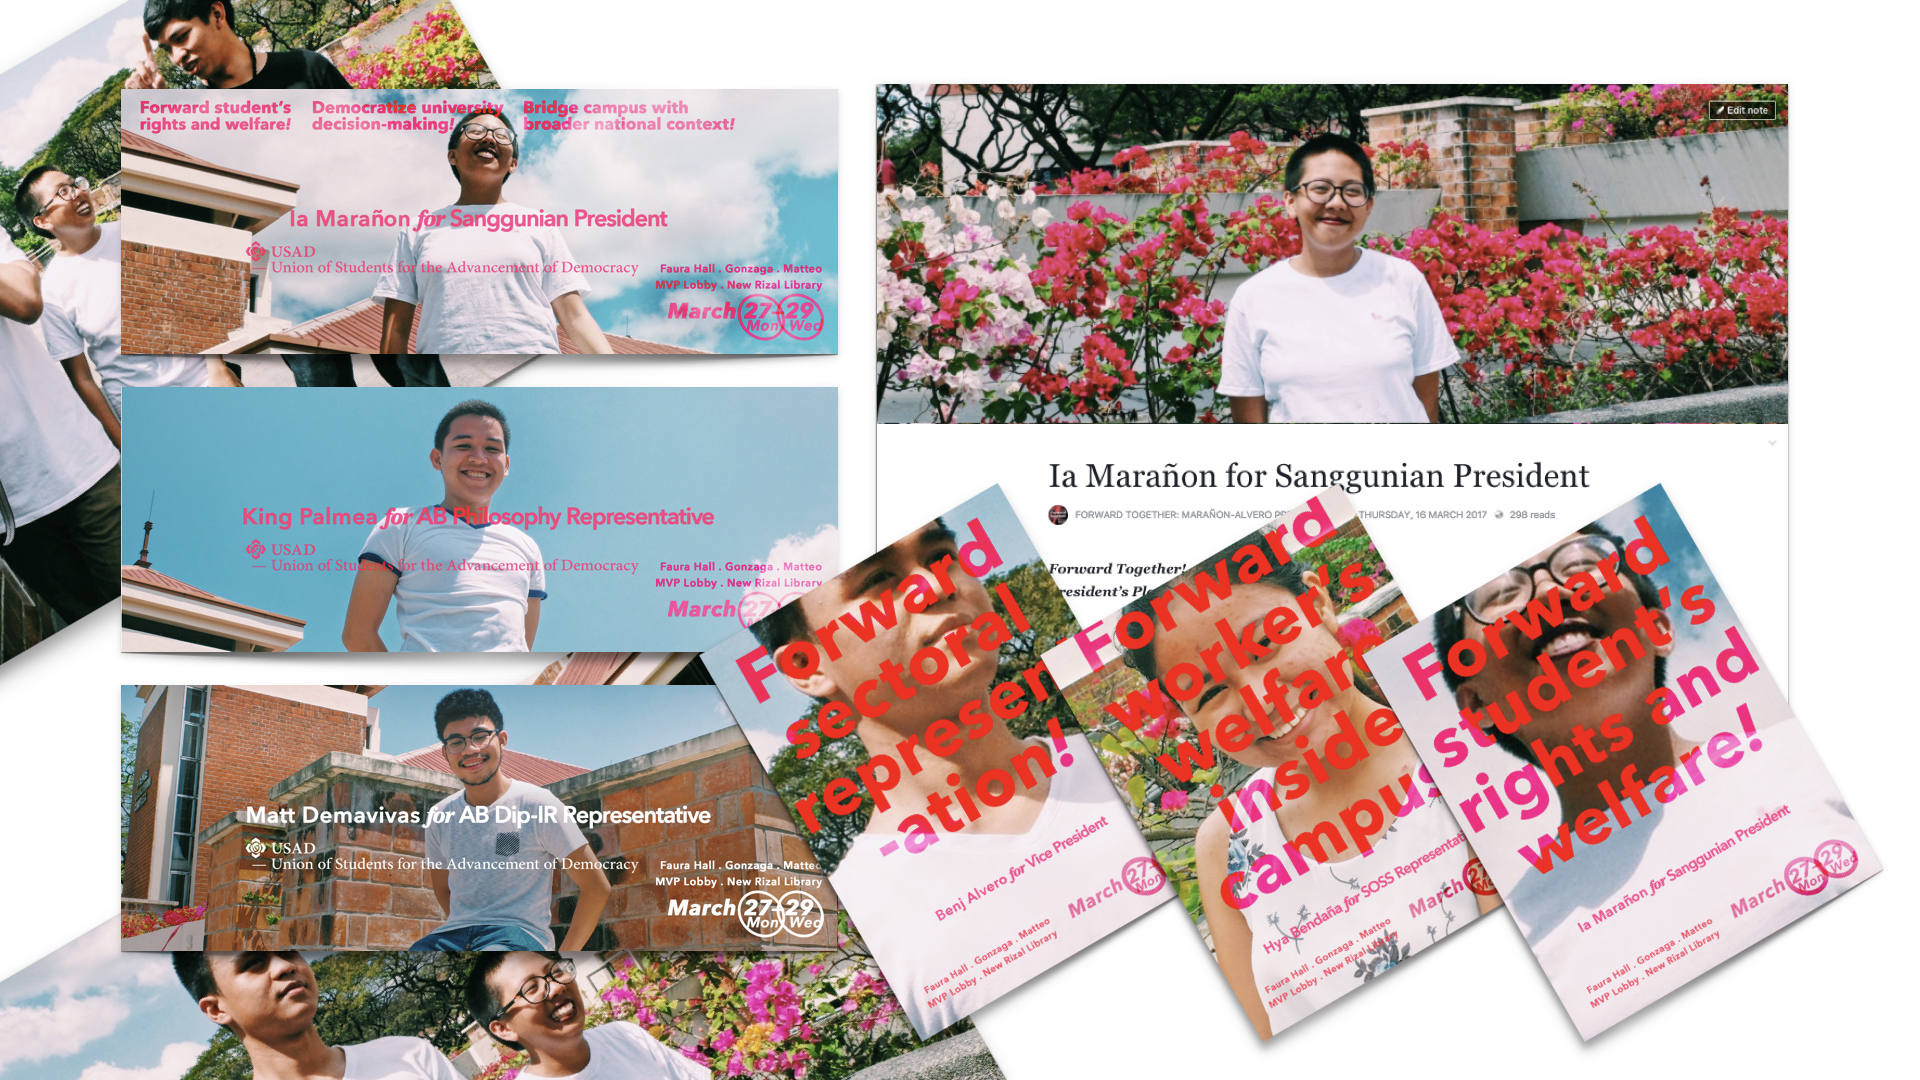 Forward student's
rights and welfare!
Democratize university
decision-making!
Bridge campus with
broader national context!
Ia Marañon for Sanggunian President
USAD
— Union of Students for the Advancement of Democracy
Faura Hall . Gonzaga . Matteo
MVP Lobby . New Rizal Library
March 27-29
Mon Wed
King Palmea for AB Philosophy Representative
USAD
— Union of Students for the Advancement of Democracy
Faura Hall . Gonzaga . Matteo
MVP Lobby . New Rizal Library
March 27
Matt Demavivas for AB Dip-IR Representative
USAD
— Union of Students for the Advancement of Democracy
Faura Hall . Gonzaga . Matteo
MVP Lobby . New Rizal Library
March 27-29
Mon Wed
Edit note
Ia Marañon for Sanggunian President
FORWARD TOGETHER: MARAÑON-ALVERO THURSDAY, 16 MARCH 2017 298 reads
Forward Together!
Forward
sectoral
represen
-ation!
Benj Alvero for Vice President
March 27-
Mon
Faura Hall . Gonzaga . Matteo
MVP Lobby . New Rizal Library
Forward
worker's
welfare
inside
campus
Hya Bendaña for SOSS Representati
March
Faura Hall . Gonzaga . Matteo
MVP Lobby . New Rizal Library
Forward
student's
rights and
welfare!
Ia Marañon for Sanggunian President
March 27-29
Mon Wed
Faura Hall . Gonzaga . Matteo
MVP Lobby . New Rizal Library